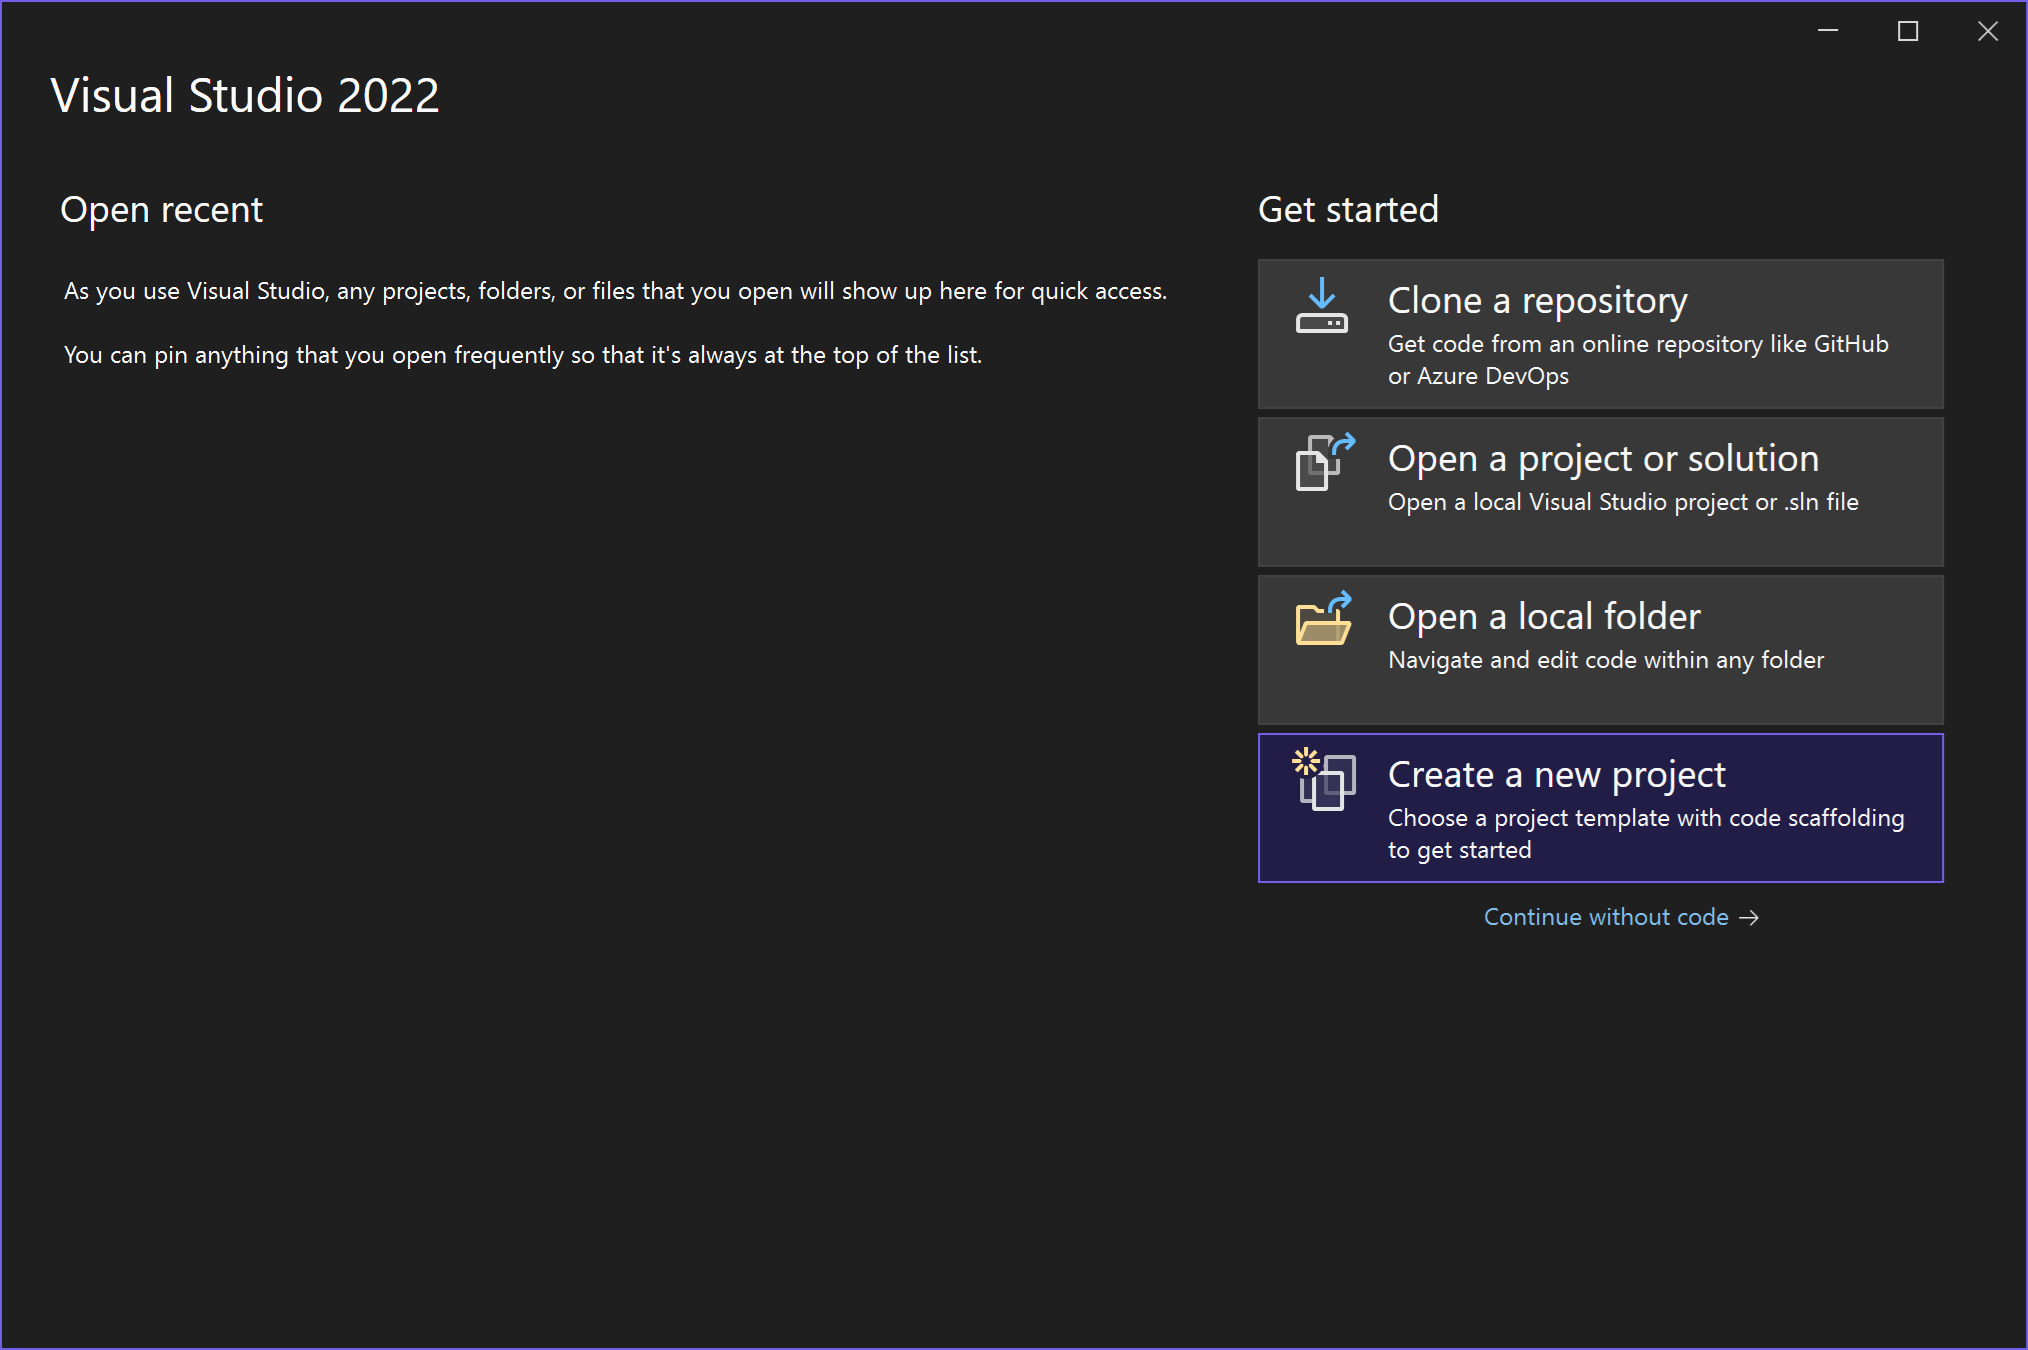 Visual Studio 2022
Open recent
As you use Visual Studio, any projects, folders, or files that you open will show up here for quick access.
You can pin anything that you open frequently so that it's always at the top of the list.
Get started
Clone a repository
Get code from an online repository like GitHub
or Azure DevOps
Open a project or solution
Open a local Visual Studio project or .sln file
Open a local folder
Navigate and edit code within any folder
Create a new project
Choose a project template with code scaffolding
to get started
Continue without code →